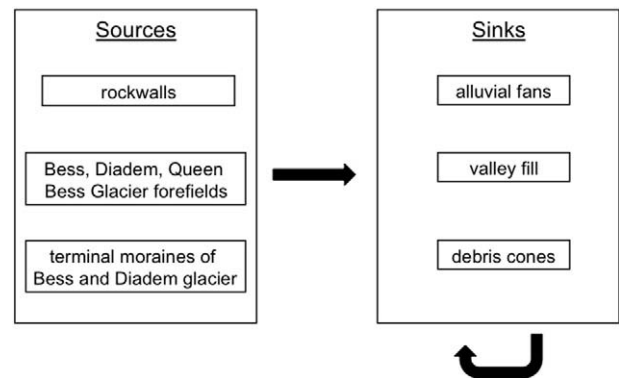 Sources
rockwalls
Bess, Diadem, Queen
Bess Glacier forefields
terminal moraines of
Bess and Diadem glacier
Sinks
alluvial fans
valley fill
debris cones